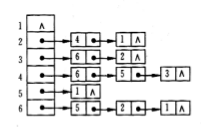 1 ∧
2 4 1 ∧
3 6 2 ∧
4 6 5 3 ∧
5 1 ∧
6 5 2 1 ∧